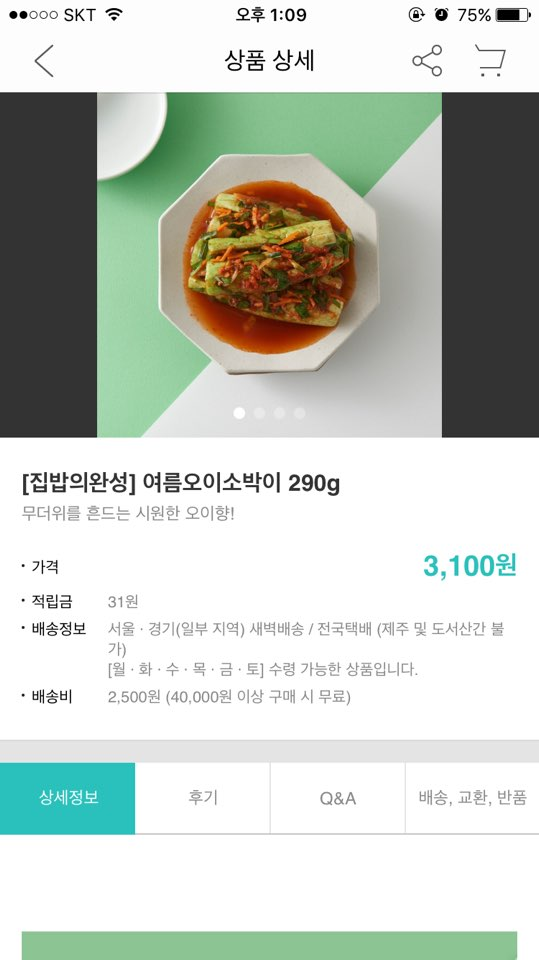 SKT 오후 1:09 75%
상품 상세
[집밥의완성] 여름오이소박이 290g
무더위를 흔드는 시원한 오이향!
· 가격 3,100원
· 적립금 31원
· 배송정보 서울 · 경기(일부 지역) 새벽배송 / 전국택배 (제주 및 도서산간 불
가)
[월 · 화 · 수 · 목 · 금 · 토] 수령 가능한 상품입니다.
· 배송비 2,500원 (40,000원 이상 구매 시 무료)
상세정보 후기 Q&A 배송, 교환, 반품